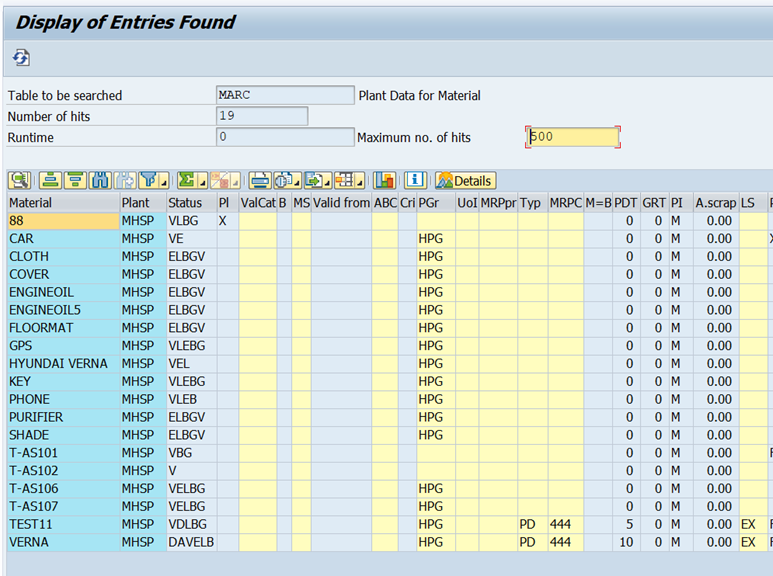 Display of Entries Found
Table to be searched MARC Plant Data for Material
Number of hits 19
Runtime 0 Maximum no. of hits 500
Details
Material Plant Status Pl ValCat B MS Valid from ABC Cri PGr UoI MRPpr Typ MRPC M=B PDT GRT PI A.scrap LS
88 MHSP VLBG X 0 0 M 0.00
CAR MHSP VE HPG 0 0 M 0.00 X
CLOTH MHSP ELBGV HPG 0 0 M 0.00
COVER MHSP ELBGV HPG 0 0 M 0.00
ENGINEOIL MHSP ELBGV HPG 0 0 M 0.00
ENGINEOIL5 MHSP ELBGV HPG 0 0 M 0.00
FLOORMAT MHSP ELBGV HPG 0 0 M 0.00
GPS MHSP VLEBG HPG 0 0 M 0.00
HYUNDAI VERNA MHSP VEL HPG 0 0 M 0.00
KEY MHSP VLEBG HPG 0 0 M 0.00
PHONE MHSP VLEB HPG 0 0 M 0.00
PURIFIER MHSP ELBGV HPG 0 0 M 0.00
SHADE MHSP ELBGV HPG 0 0 M 0.00
T-AS101 MHSP VBG 0 0 M 0.00 F
T-AS102 MHSP V 0 0 M 0.00
T-AS106 MHSP VELBG HPG 0 0 M 0.00
T-AS107 MHSP VELBG HPG 0 0 M 0.00
TEST11 MHSP VDLBG HPG PD 444 5 0 M 0.00 EX F
VERNA MHSP DAVELB HPG PD 444 10 0 M 0.00 EX F